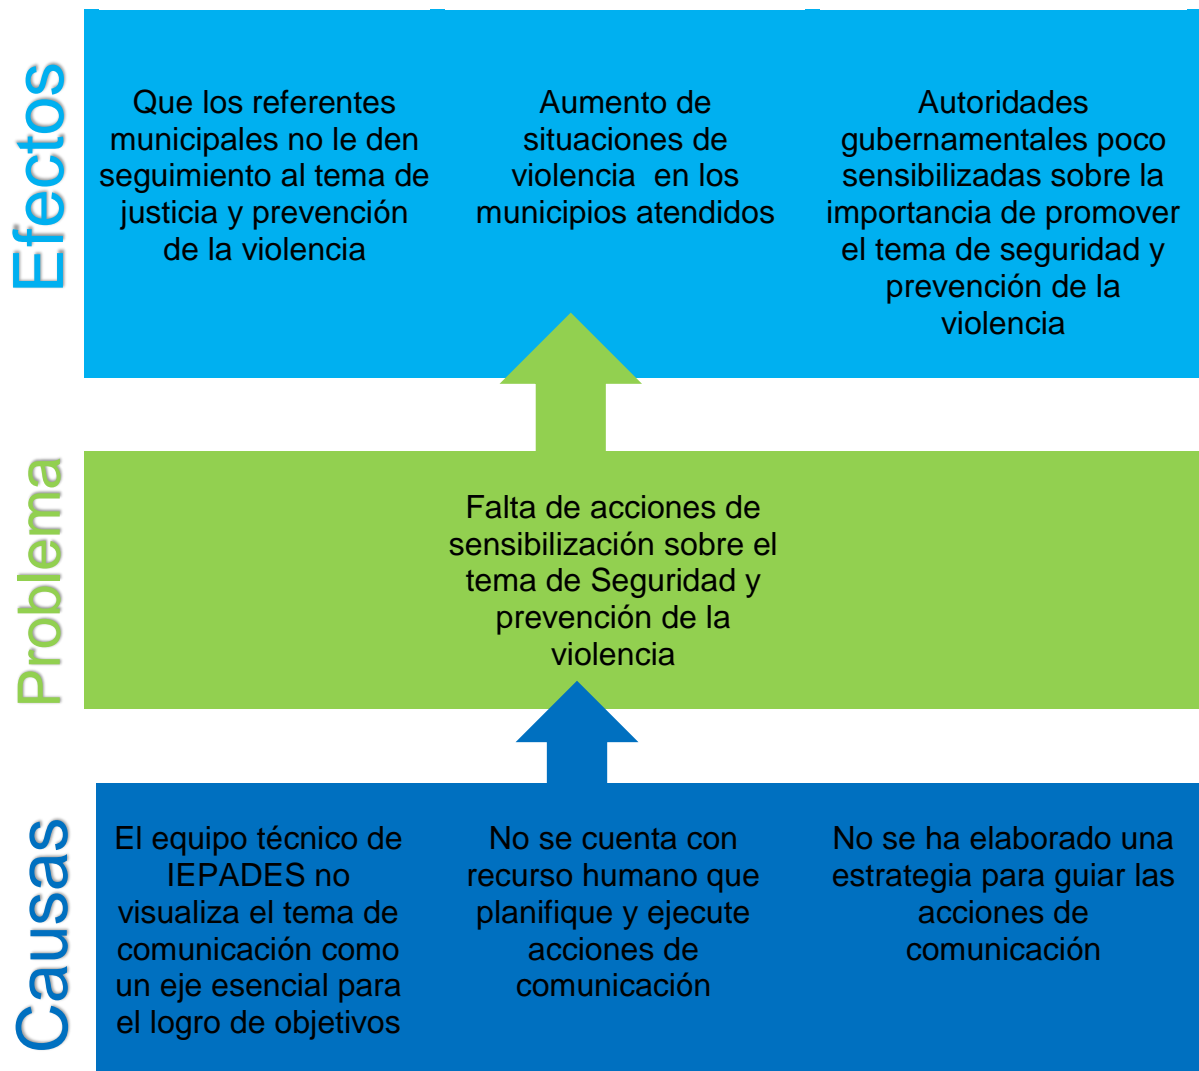 Efectos
Que los referentes
municipales no le den
seguimiento al tema de
justicia y prevención
de la violencia
Aumento de
situaciones de
violencia en los
municipios atendidos
Autoridades
gubernamentales poco
sensibilizadas sobre la
importancia de promover
el tema de seguridad y
prevención de la
violencia
Problema
Falta de acciones de
sensibilización sobre el
tema de Seguridad y
prevención de la
violencia
Causas
El equipo técnico de
IEPADES no
visualiza el tema de
comunicación como
un eje esencial para
el logro de objetivos
No se cuenta con
recurso humano que
planifique y ejecute
acciones de
comunicación
No se ha elaborado una
estrategia para guiar las
acciones de
comunicación